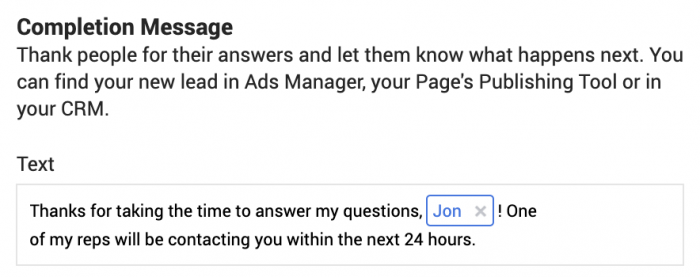 Completion Message
Thank people for their answers and let them know what happens next. You
can find your new lead in Ads Manager, your Page's Publishing Tool or in
your CRM.
Text
Thanks for taking the time to answer my questions, Jon × ! One
of my reps will be contacting you within the next 24 hours.